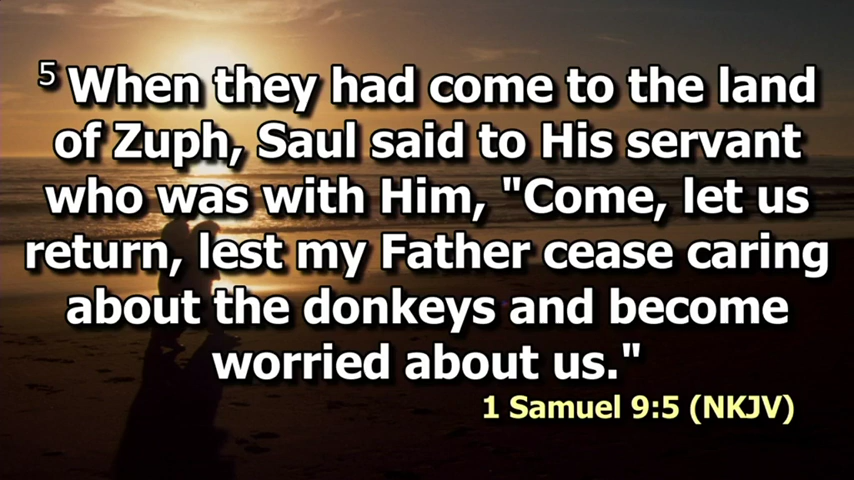 5 When they had come to the land
of Zuph, Saul said to His servant
who was with Him, "Come, let us
return, lest my Father cease caring
about the donkeys and become
worried about us."
1 Samuel 9:5 (NKJV)